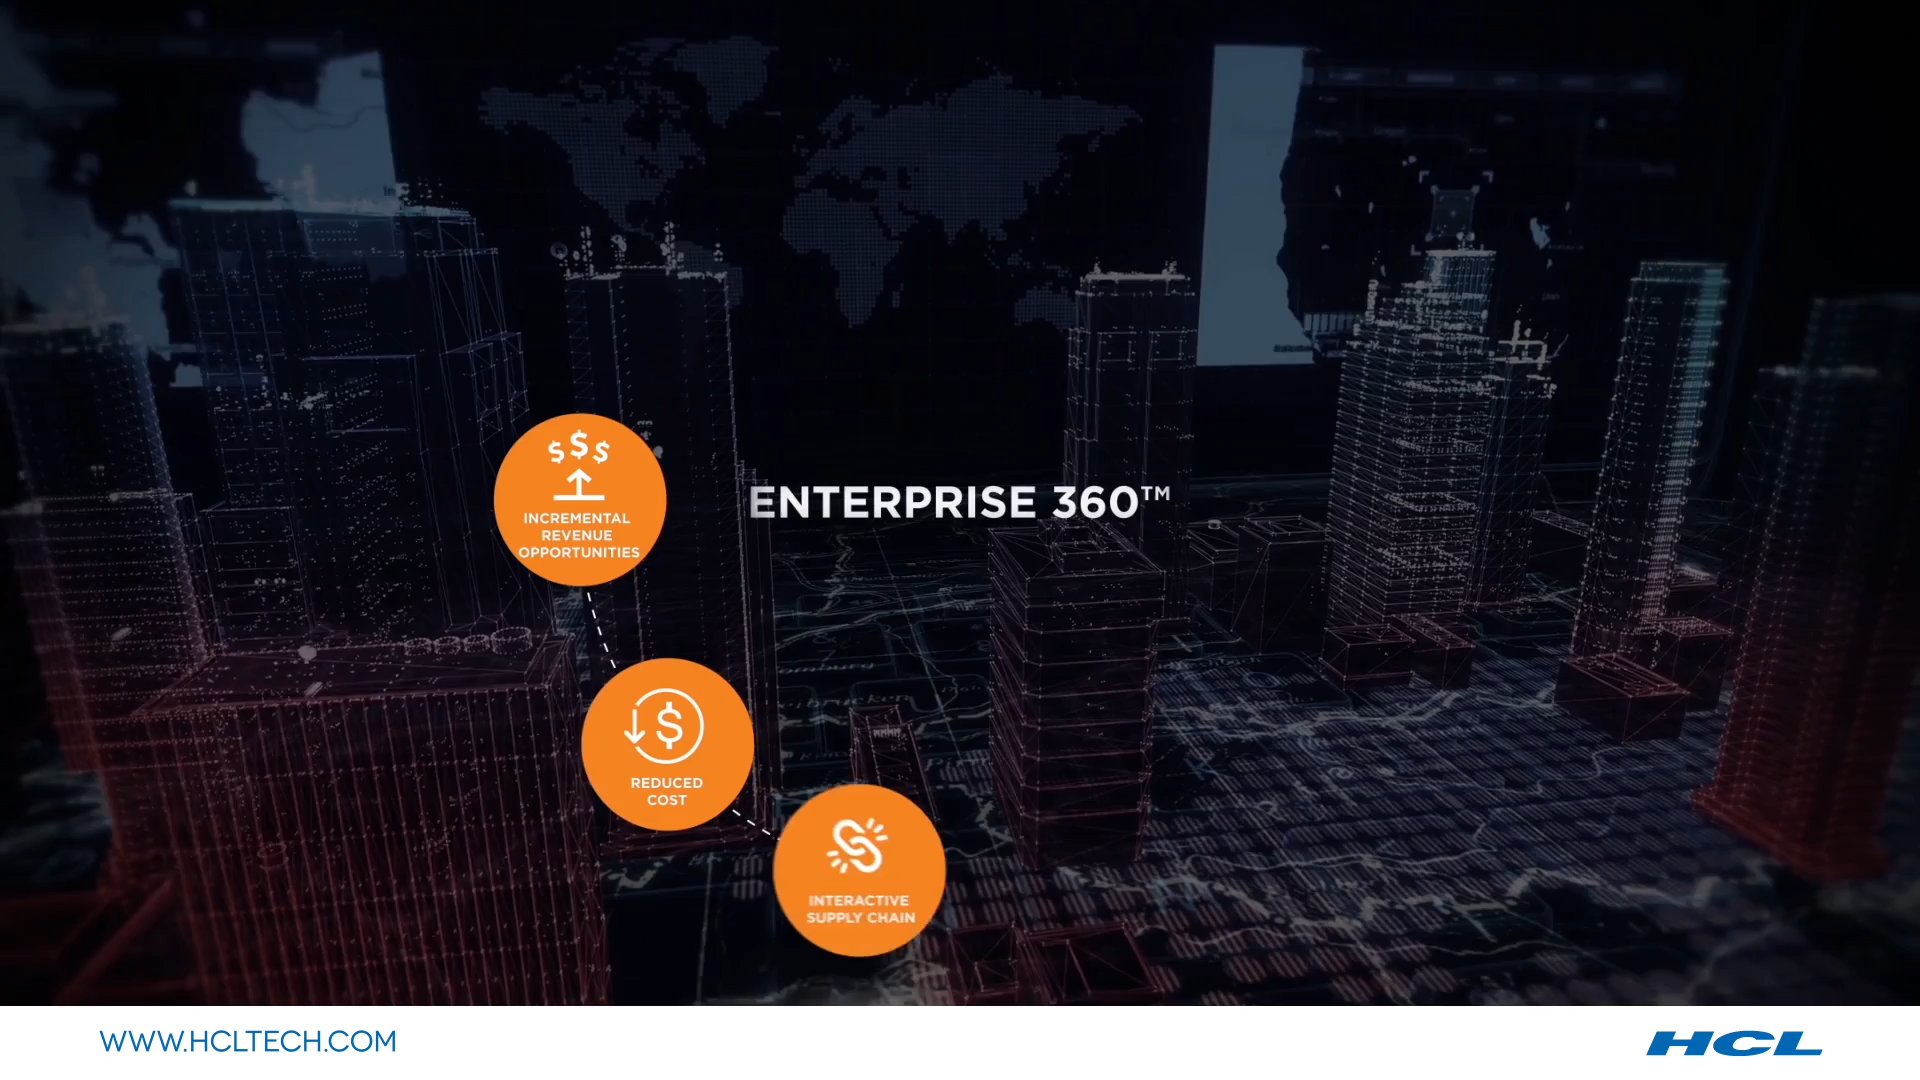 $ $ $
INCREMENTAL
REVENUE
OPPORTUNITIES
ENTERPRISE 360™
$
REDUCED
COST
INTERACTIVE
SUPPLY CHAIN
WWW.HCLTECH.COM
HCL